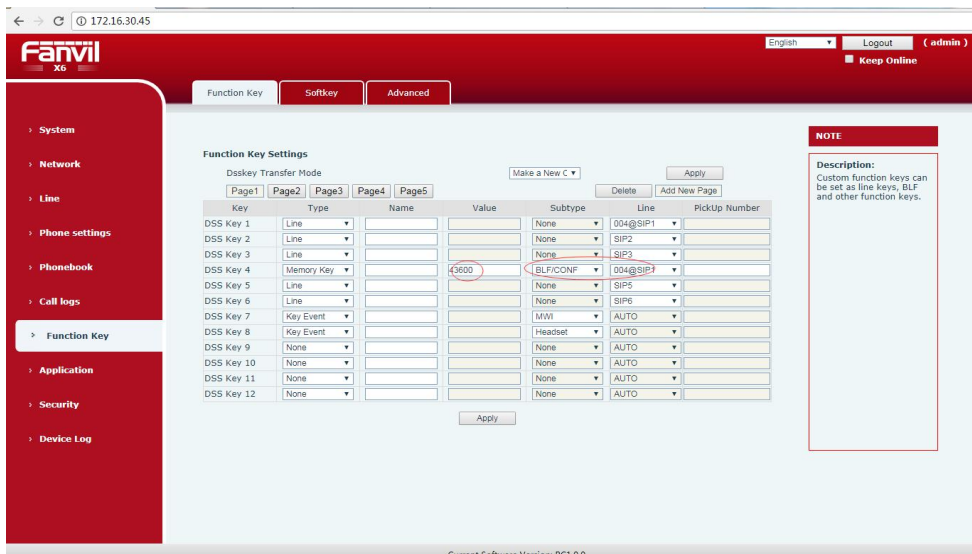 172.16.30.45
Fanvil
X6
English Logout ( admin )
Keep Online
Function Key Softkey Advanced
› System
› Network
› Line
› Phone settings
› Phonebook
› Call logs
› Function Key
› Application
› Security
› Device Log
Function Key Settings
Dsskey Transfer Mode Make a New C Apply
Page1 Page2 Page3 Page4 Page5 Delete Add New Page
Key Type Name Value Subtype Line PickUp Number
DSS Key 1 Line None 004@SIP1
DSS Key 2 Line None SIP2
DSS Key 3 Line None SIP3
DSS Key 4 Memory Key 43600 BLF/CONF 004@SIP1
DSS Key 5 Line None SIP5
DSS Key 6 Line None SIP6
DSS Key 7 Key Event MWI AUTO
DSS Key 8 Key Event Headset AUTO
DSS Key 9 None None AUTO
DSS Key 10 None None AUTO
DSS Key 11 None None AUTO
DSS Key 12 None None AUTO
Apply
NOTE
Description:
Custom function keys can
be set as line keys, BLF
and other function keys.